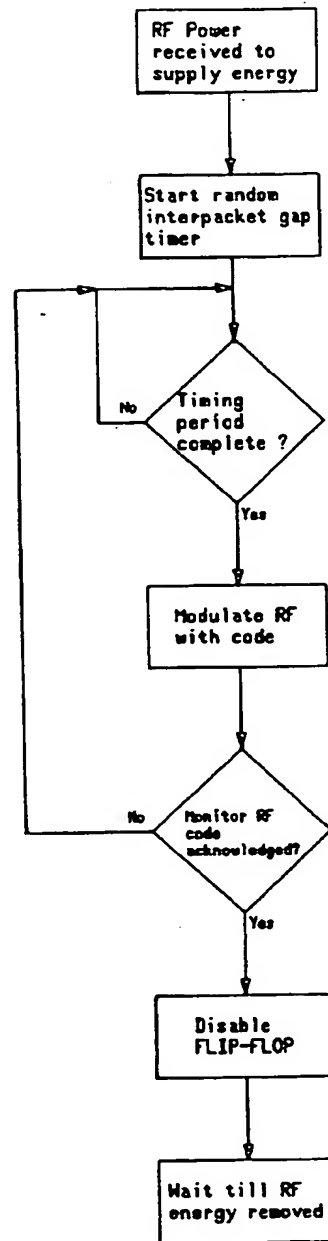 RF Power
received to
supply energy
Start random
interpacket gap
timer
Timing
period
complete ?
No
Yes
Modulate RF
with code
Monitor RF
code
acknowledged?
No
Yes
Disable
FLIP-FLOP
Wait till RF
energy removed